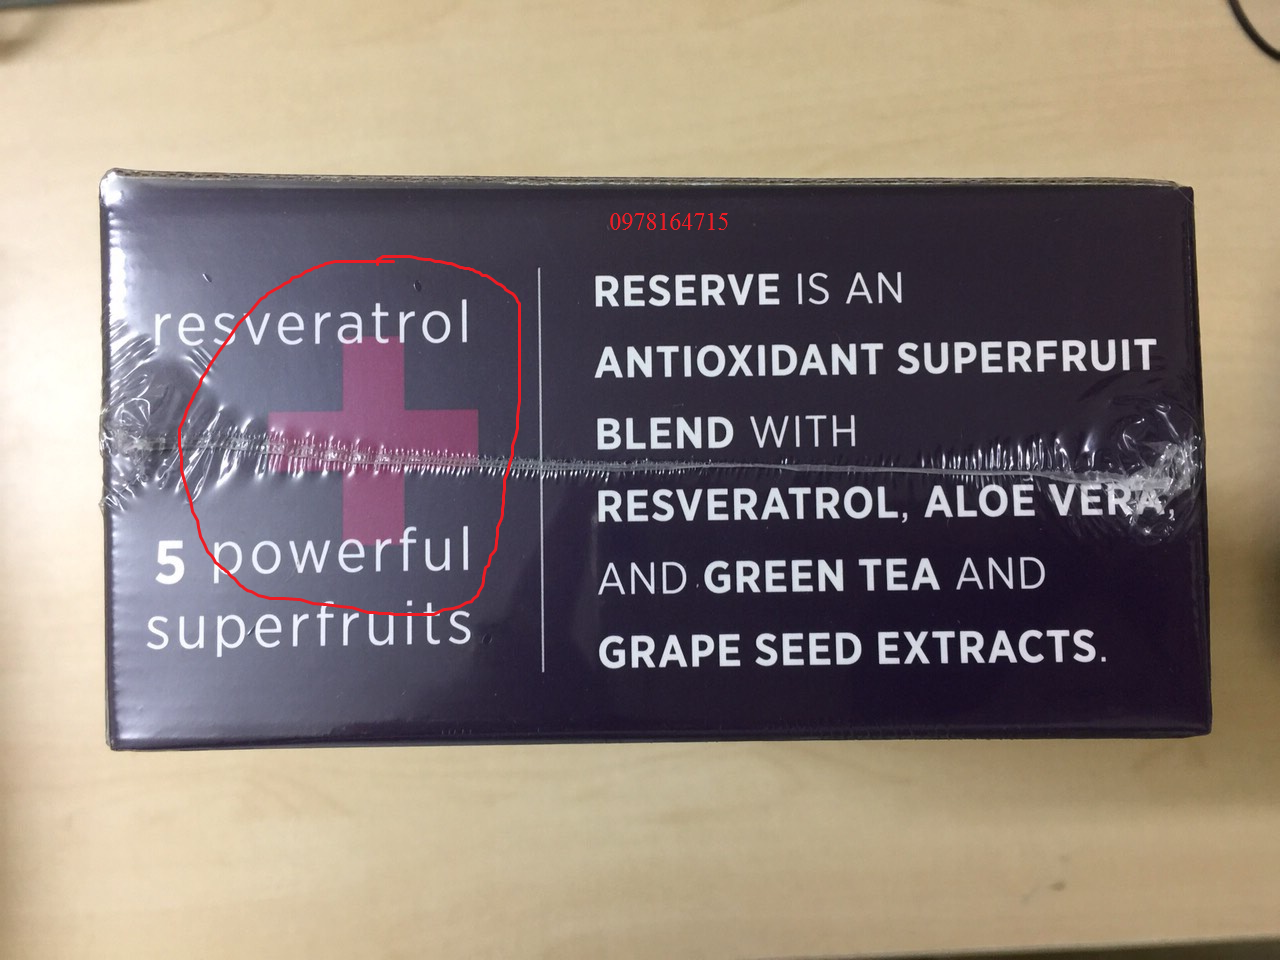 0978164715
resveratrol
5 powerful
superfruits
RESERVE IS AN
ANTIOXIDANT SUPERFRUIT
BLEND WITH
RESVERATROL, ALOE VERA,
AND GREEN TEA AND
GRAPE SEED EXTRACTS.